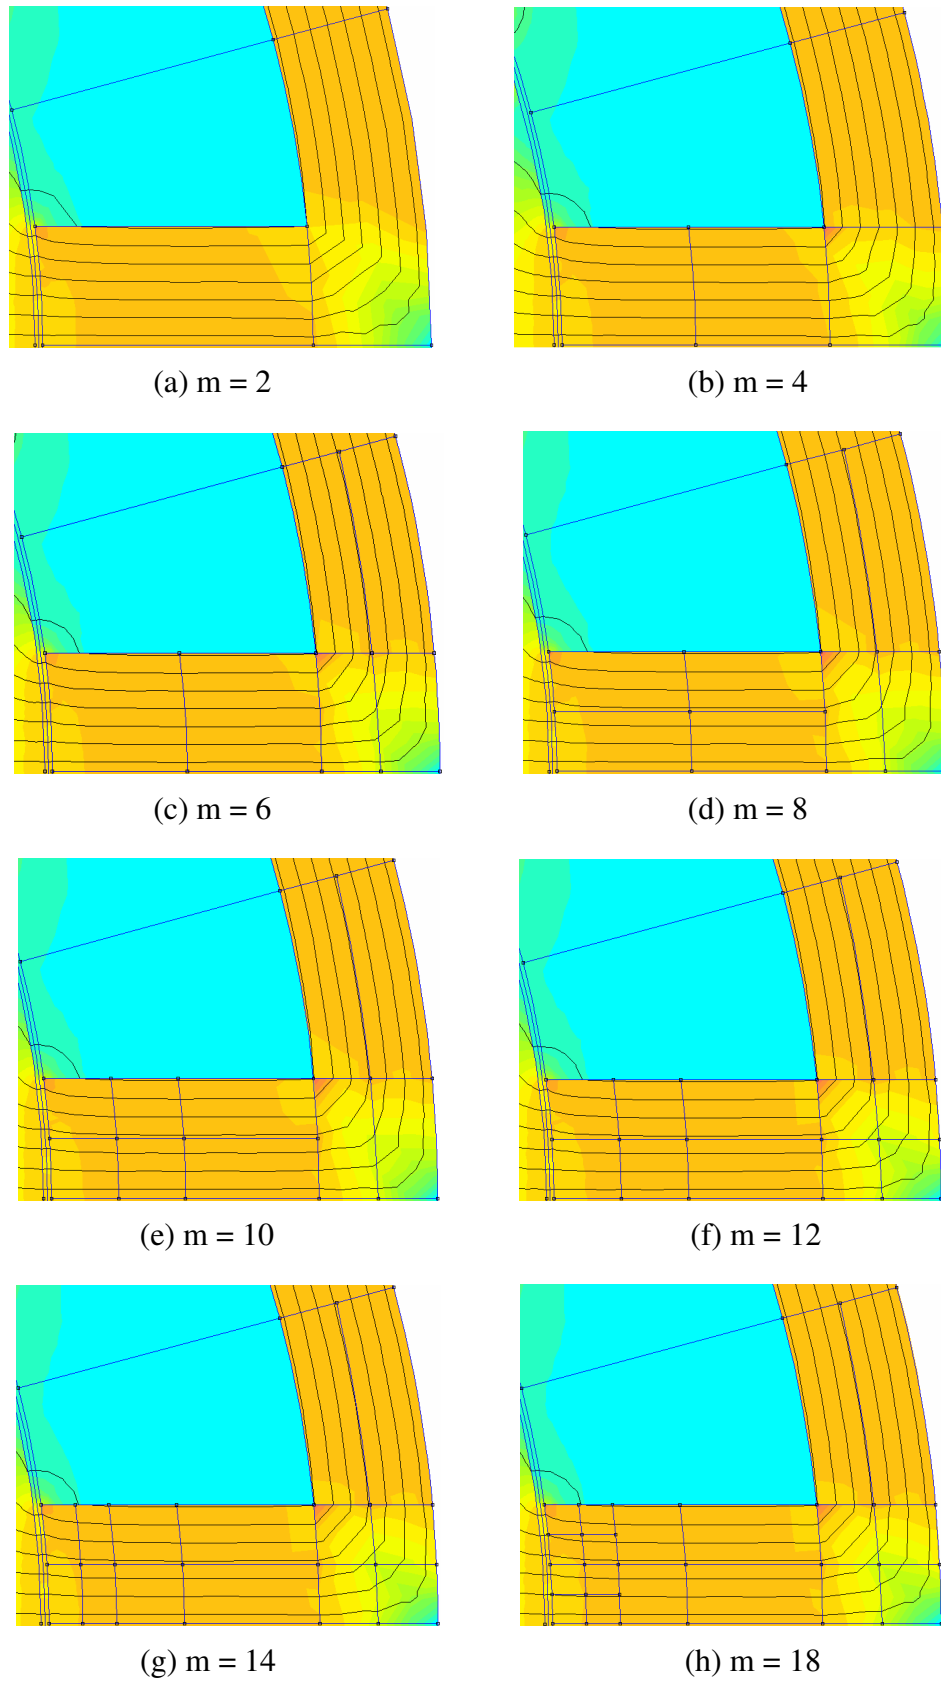 (a) m = 2
(b) m = 4
(c) m = 6
(d) m = 8
(e) m = 10
(f) m = 12
(g) m = 14
(h) m = 18